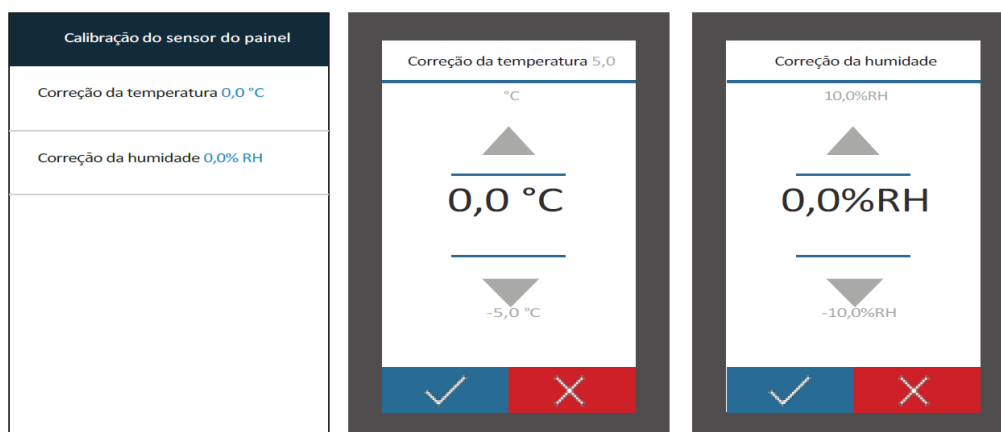 Calibração do sensor do painel
Correção da temperatura 0,0 °C
Correção da humidade 0,0% RH
Correção da temperatura 5,0
°C
0,0 °C
-5,0 °C
Correção da humidade
10,0%RH
0,0%RH
-10,0%RH